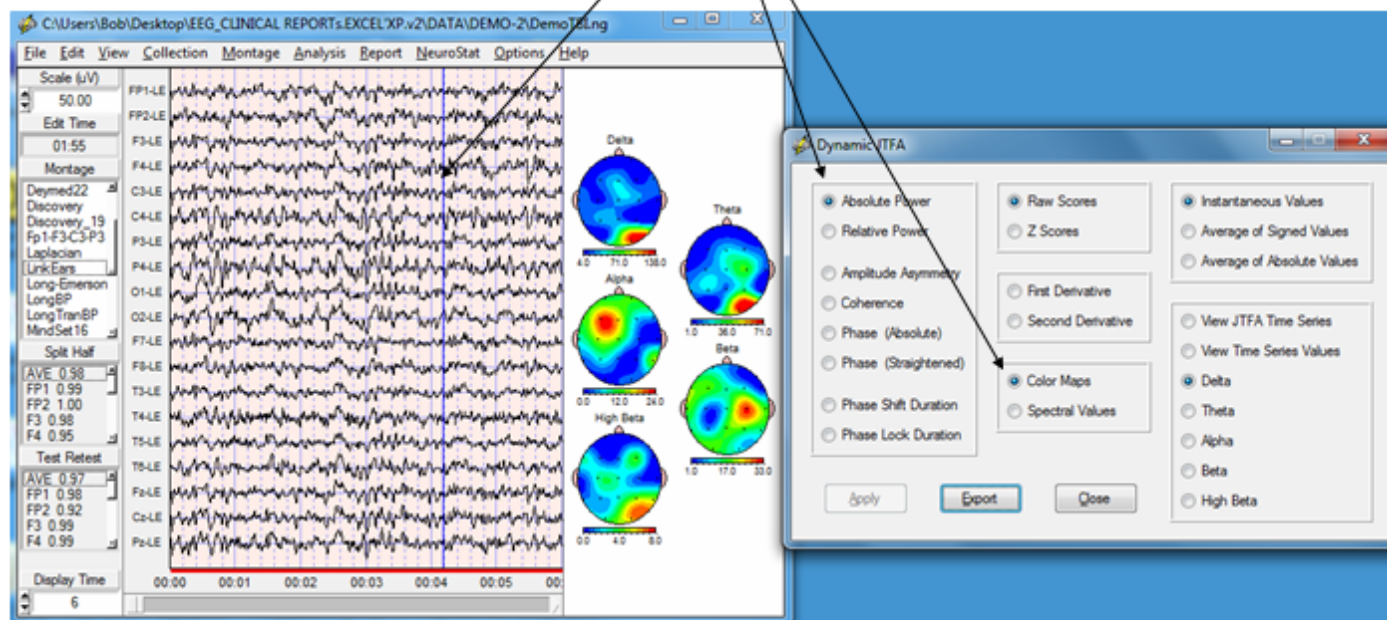 C:\Users\Bob\Desktop\EEG_CLINICAL REPORTs.EXCEL'XP.v2\DATA\DEMO-2\DemoTBI.ng
File Edit View Collection Montage Analysis Report NeuroStat Options Help
Scale (uV)
50.00
Edit Time
01:55
Montage
Deymed22
Discovery
Discovery_19
Fp1-F3-C3-P3
Laplacian
LinkEars
Long-Emerson
LongBP
LongTranBP
MindSet16
Split Half
AVE 0.98
FP1 0.99
FP2 1.00
F3 0.98
F4 0.95
Test Retest
AVE 0.97
FP1 0.98
FP2 0.92
F3 0.99
F4 0.99
Display Time
6
FP1-LE
FP2-LE
F3-LE
F4-LE
C3-LE
C4-LE
P3-LE
P4-LE
O1-LE
O2-LE
F7-LE
F8-LE
T3-LE
T4-LE
T5-LE
T6-LE
Fz-LE
Cz-LE
Pz-LE
00:00 00:01 00:02 00:03 00:04 00:05 00:
Delta
4.0 71.0 138.0
Theta
1.0 36.0 71.0
Alpha
0.0 12.0 24.0
Beta
1.0 17.0 33.0
High Beta
0.0 4.0 8.0
Dynamic JTFA
Absolute Power
Relative Power
Amplitude Asymmetry
Coherence
Phase (Absolute)
Phase (Straightened)
Phase Shift Duration
Phase Lock Duration
Raw Scores
Z Scores
First Derivative
Second Derivative
Color Maps
Spectral Values
Instantaneous Values
Average of Signed Values
Average of Absolute Values
View JTFA Time Series
View Time Series Values
Delta
Theta
Alpha
Beta
High Beta
Apply Export Close